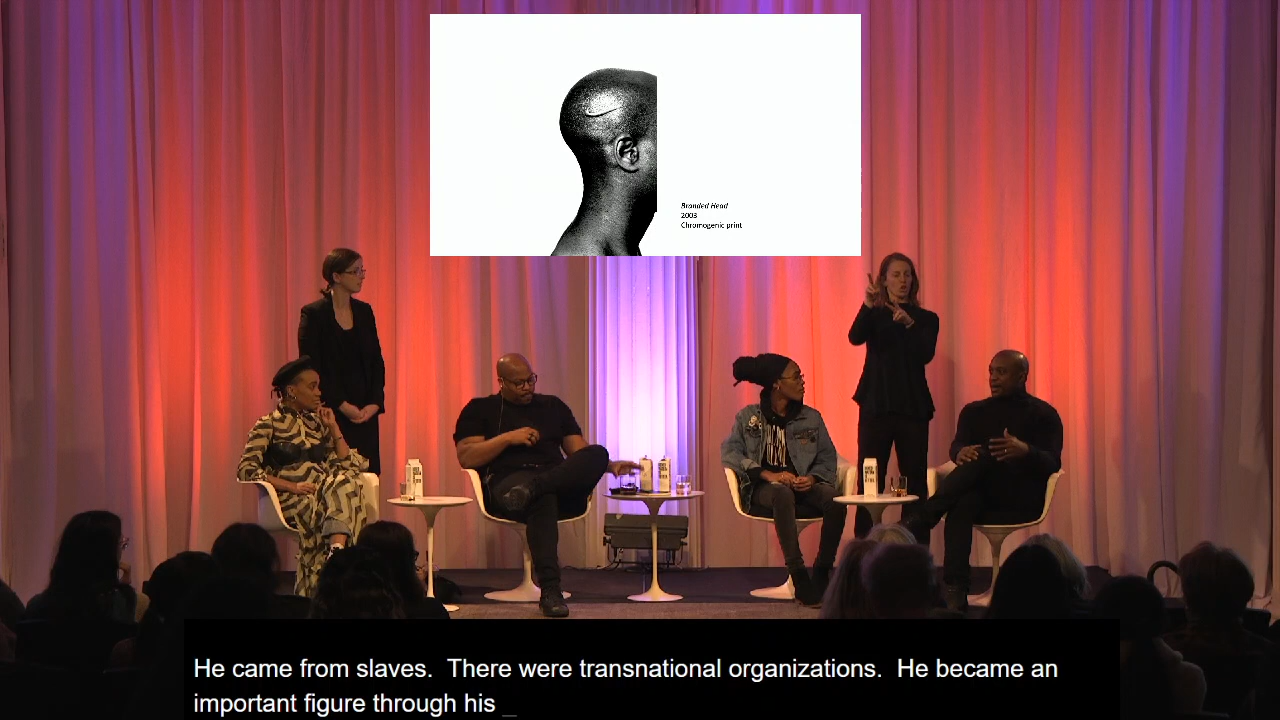 Branded Head
2003
Chromogenic print
He came from slaves.  There were transnational organizations.  He became an
important figure through his _